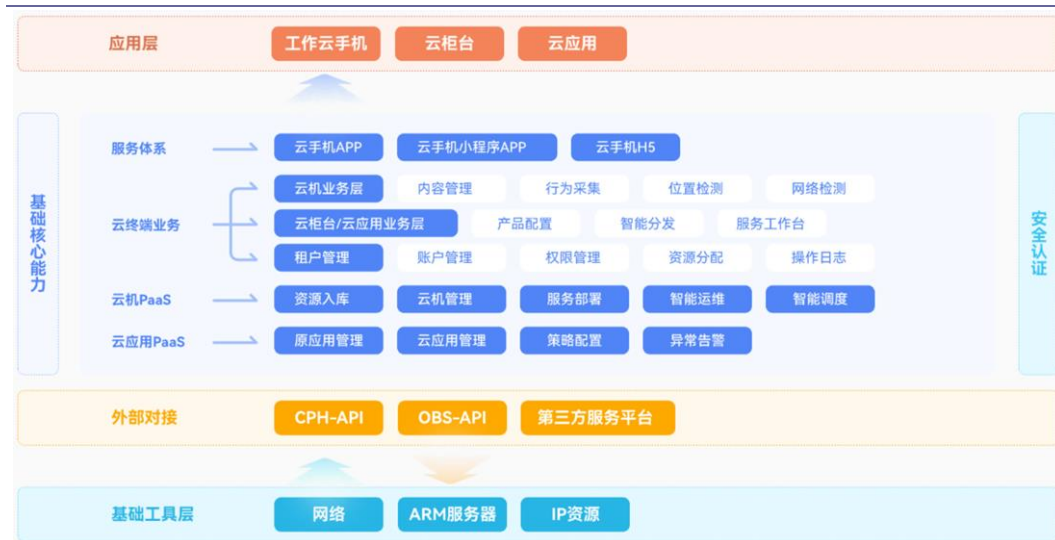 应用层 工作云手机 云柜台 云应用
基础核心能力
服务体系 云手机APP 云手机小程序APP 云手机H5
云终端业务
云机业务层 内容管理 行为采集 位置检测 网络检测
云柜台/云应用业务层 产品配置 智能分发 服务工作台
租户管理 账户管理 权限管理 资源分配 操作日志
云机PaaS 资源入库 云机管理 服务部署 智能运维 智能调度
云应用PaaS 原应用管理 云应用管理 策略配置 异常告警
安全认证
外部对接 CPH-API OBS-API 第三方服务平台
基础工具层 网络 ARM服务器 IP资源